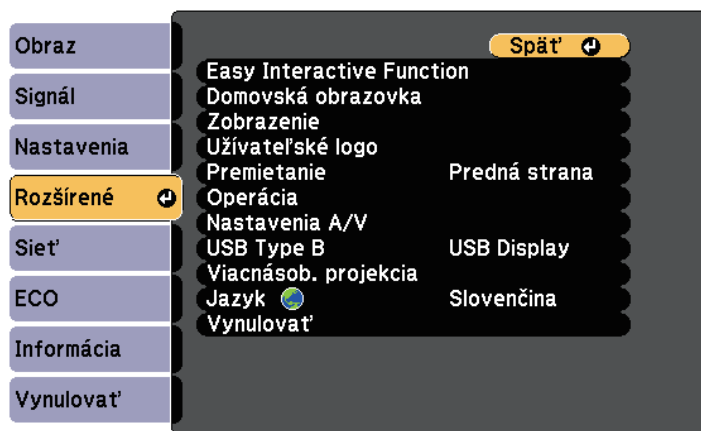 Obraz
Signál
Nastavenia
Rozšírené
Sieť
ECO
Informácia
Vynulovať
Späť
Easy Interactive Function
Domovská obrazovka
Zobrazenie
Užívateľské logo
Premietanie Predná strana
Operácia
Nastavenia A/V
USB Type B USB Display
Viacnásob. projekcia
Jazyk Slovenčina
Vynulovať